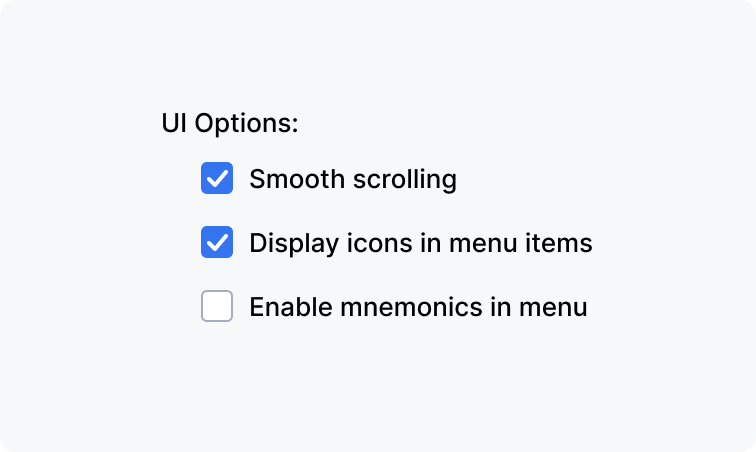 UI Options:
Smooth scrolling
Display icons in menu items
Enable mnemonics in menu